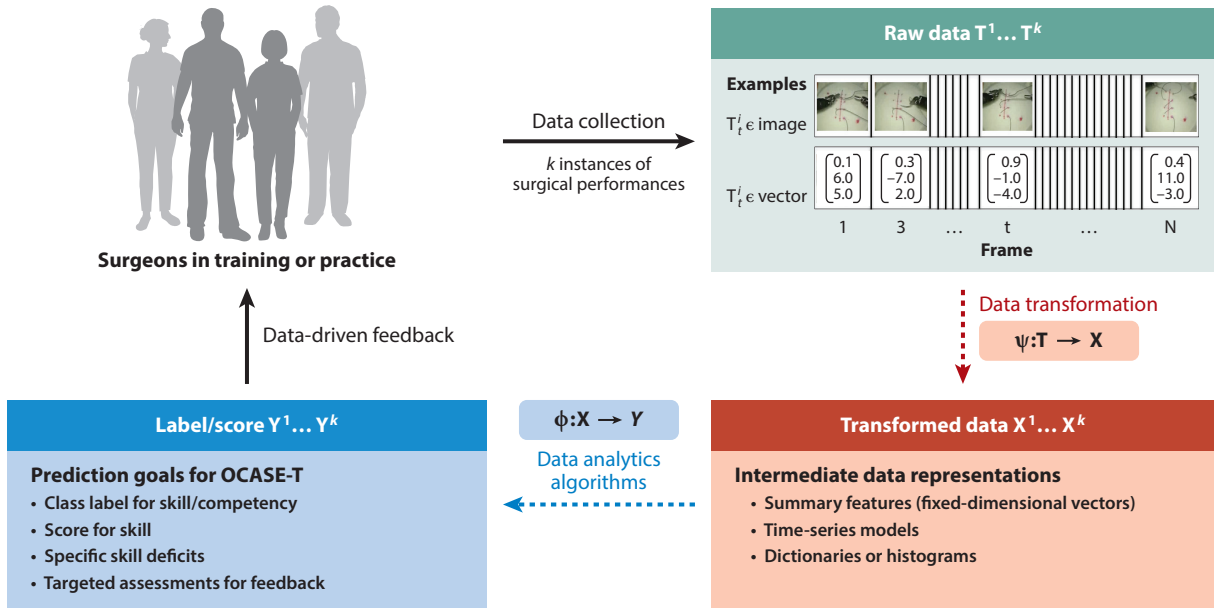 Surgeons in training or practice
Data collection
k instances of
surgical performances
Raw data T¹... Tᵏ
Examples
Tₜⁱ ϵ image
Tₜⁱ ϵ vector
0.1 0.3 0.9 0.4
6.0 –7.0 –1.0 11.0
5.0 2.0 –4.0 –3.0
1 3 ... t ... N
Frame
Data transformation
ψ:T → X
Transformed data X¹... Xᵏ
Intermediate data representations
• Summary features (fixed-dimensional vectors)
• Time-series models
• Dictionaries or histograms
ϕ:X → Y
Data analytics
algorithms
Label/score Y¹... Yᵏ
Prediction goals for OCASE-T
• Class label for skill/competency
• Score for skill
• Specific skill deficits
• Targeted assessments for feedback
Data-driven feedback